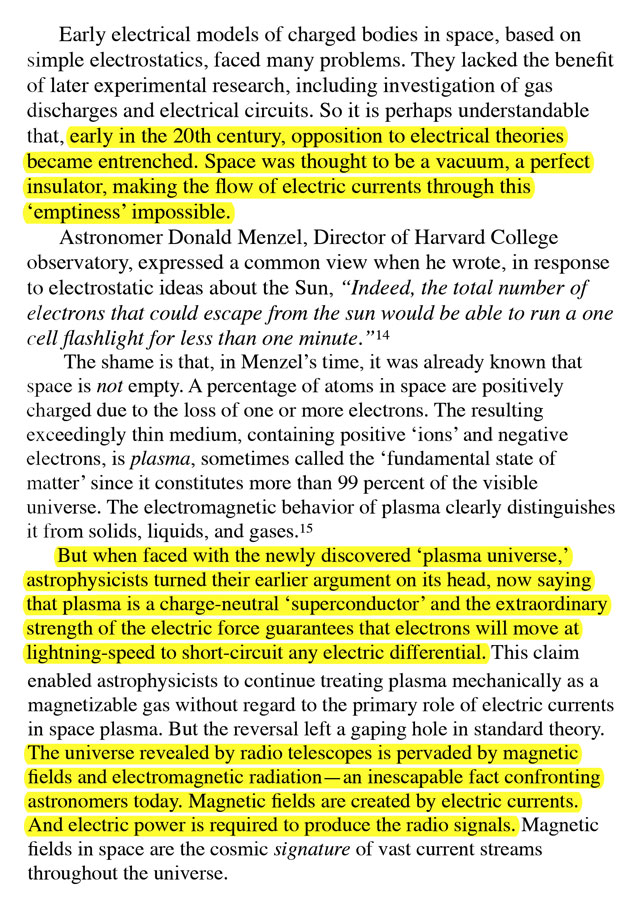 Early electrical models of charged bodies in space, based on
simple electrostatics, faced many problems. They lacked the benefit
of later experimental research, including investigation of gas
discharges and electrical circuits. So it is perhaps understandable
that, early in the 20th century, opposition to electrical theories
became entrenched. Space was thought to be a vacuum, a perfect
insulator, making the flow of electric currents through this
‘emptiness’ impossible.
Astronomer Donald Menzel, Director of Harvard College
observatory, expressed a common view when he wrote, in response
to electrostatic ideas about the Sun, “Indeed, the total number of
electrons that could escape from the sun would be able to run a one
cell flashlight for less than one minute.”14
The shame is that, in Menzel’s time, it was already known that
space is not empty. A percentage of atoms in space are positively
charged due to the loss of one or more electrons. The resulting
exceedingly thin medium, containing positive ‘ions’ and negative
electrons, is plasma, sometimes called the ‘fundamental state of
matter’ since it constitutes more than 99 percent of the visible
universe. The electromagnetic behavior of plasma clearly distinguishes
it from solids, liquids, and gases.15
But when faced with the newly discovered ‘plasma universe,’
astrophysicists turned their earlier argument on its head, now saying
that plasma is a charge-neutral ‘superconductor’ and the extraordinary
strength of the electric force guarantees that electrons will move at
lightning-speed to short-circuit any electric differential. This claim
enabled astrophysicists to continue treating plasma mechanically as a
magnetizable gas without regard to the primary role of electric currents
in space plasma. But the reversal left a gaping hole in standard theory.
The universe revealed by radio telescopes is pervaded by magnetic
fields and electromagnetic radiation—an inescapable fact confronting
astronomers today. Magnetic fields are created by electric currents.
And electric power is required to produce the radio signals. Magnetic
fields in space are the cosmic signature of vast current streams
throughout the universe.